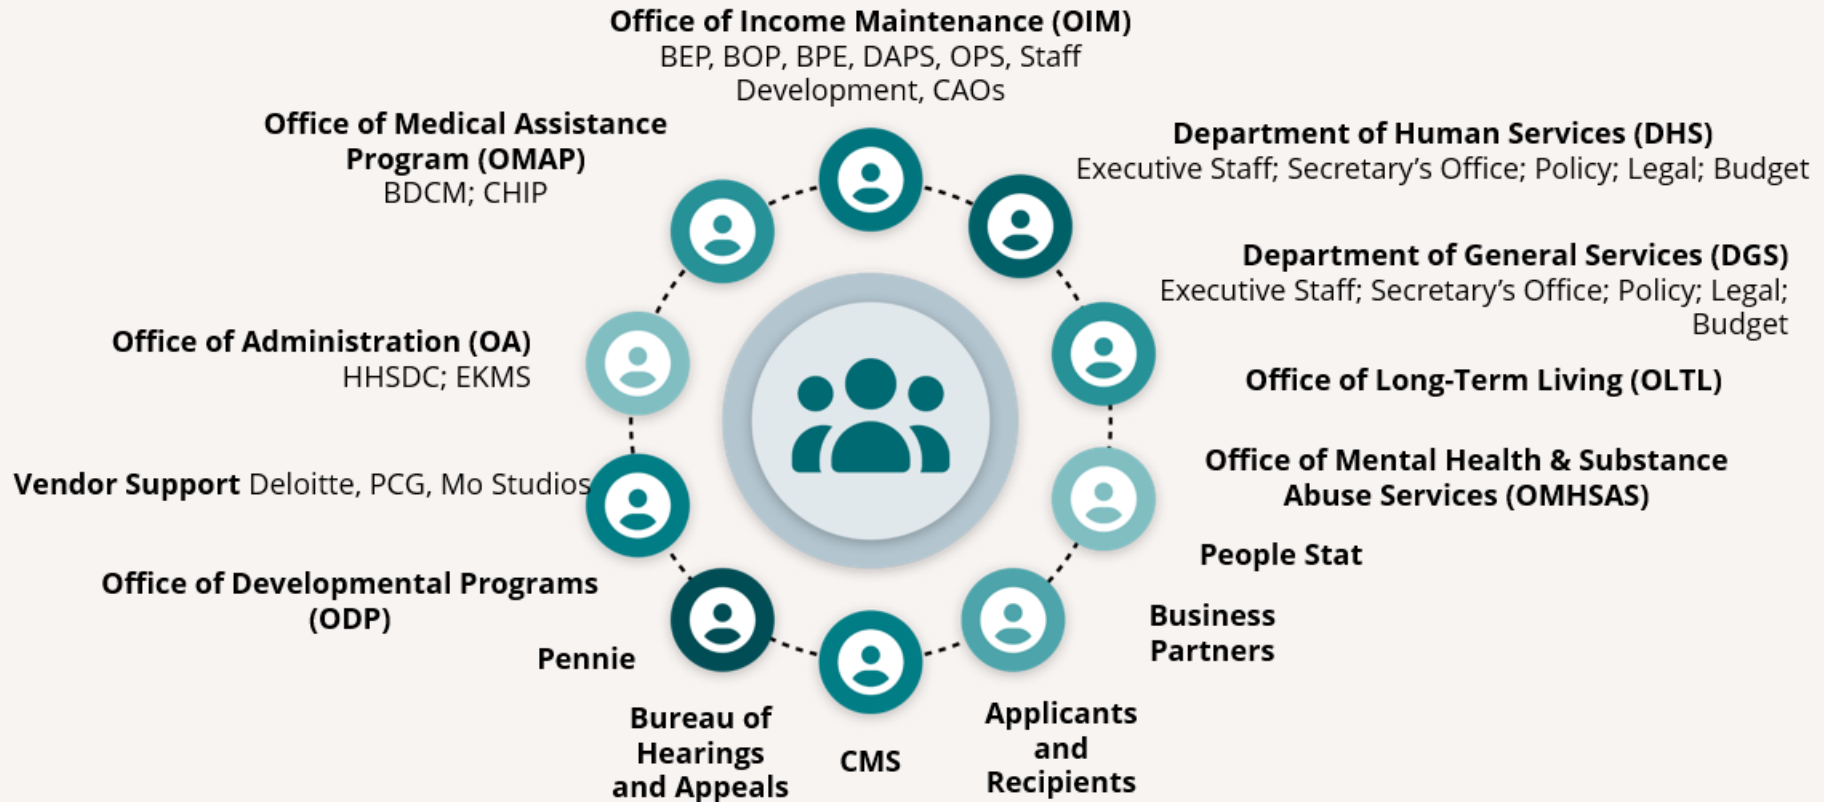 Office of Income Maintenance (OIM)
BEP, BOP, BPE, DAPS, OPS, Staff
Development, CAOs
Office of Medical Assistance
Program (OMAP)
BDCM; CHIP
Department of Human Services (DHS)
Executive Staff; Secretary’s Office; Policy; Legal; Budget
Department of General Services (DGS)
Executive Staff; Secretary’s Office; Policy; Legal;
Budget
Office of Administration (OA)
HHSDC; EKMS
Office of Long-Term Living (OLTL)
Vendor Support Deloitte, PCG, Mo Studios
Office of Mental Health & Substance
Abuse Services (OMHSAS)
People Stat
Office of Developmental Programs
(ODP)
Business
Partners
Pennie
Bureau of
Hearings
and Appeals
CMS
Applicants
and
Recipients